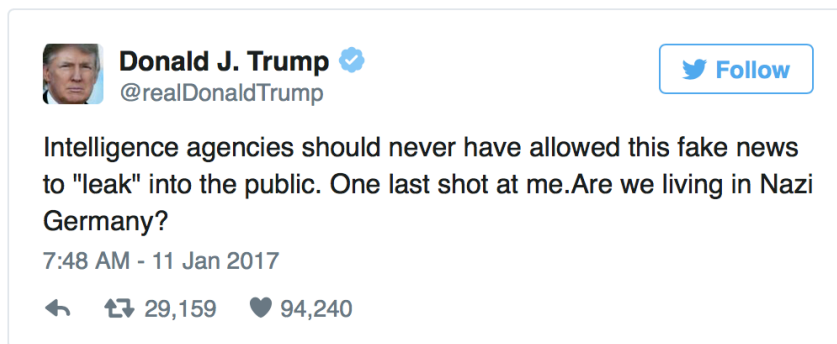 Donald J. Trump
@realDonaldTrump
Follow
Intelligence agencies should never have allowed this fake news
to "leak" into the public. One last shot at me.Are we living in Nazi
Germany?
7:48 AM - 11 Jan 2017
29,159 94,240